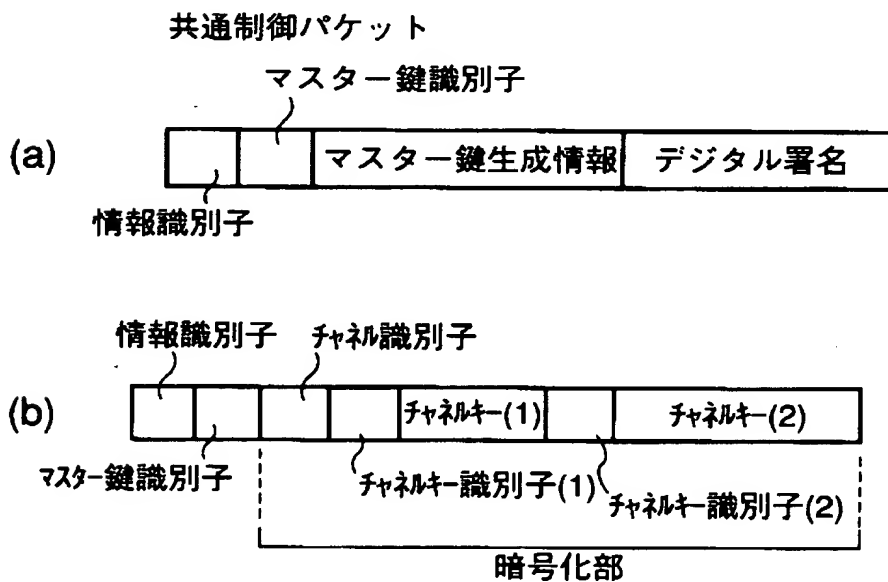 共通制御パケット
マスター鍵識別子
(a)
マスター鍵生成情報
デジタル署名
情報識別子
情報識別子
チャネル識別子
(b)
チャネルキー(1)
チャネルキー(2)
マスター鍵識別子
チャネルキー識別子(1)
チャネルキー識別子(2)
暗号化部